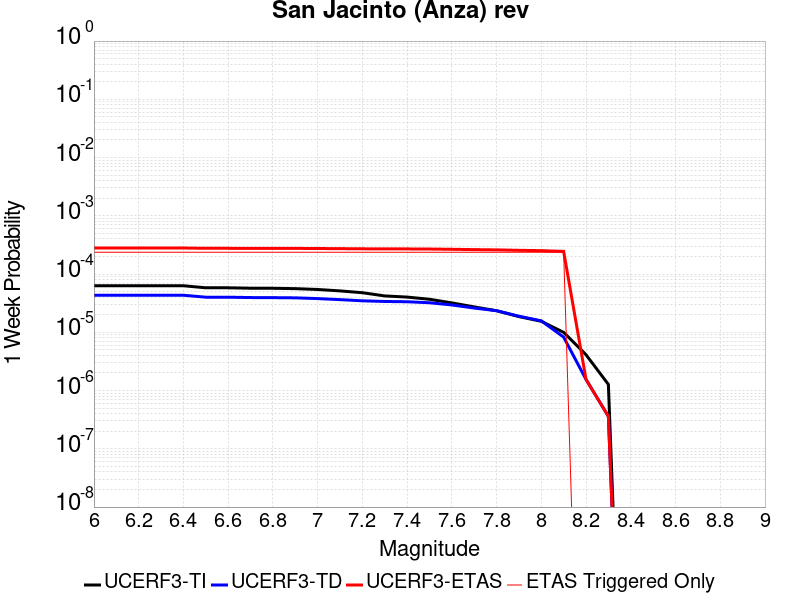 San Jacinto (Anza) rev
10^0
10^-1
10^-2
10^-3
10^-4
10^-5
10^-6
10^-7
10^-8
1 Week Probability
6 6.2 6.4 6.6 6.8 7 7.2 7.4 7.6 7.8 8 8.2 8.4 8.6 8.8 9
Magnitude
UCERF3-TI UCERF3-TD UCERF3-ETAS ETAS Triggered Only